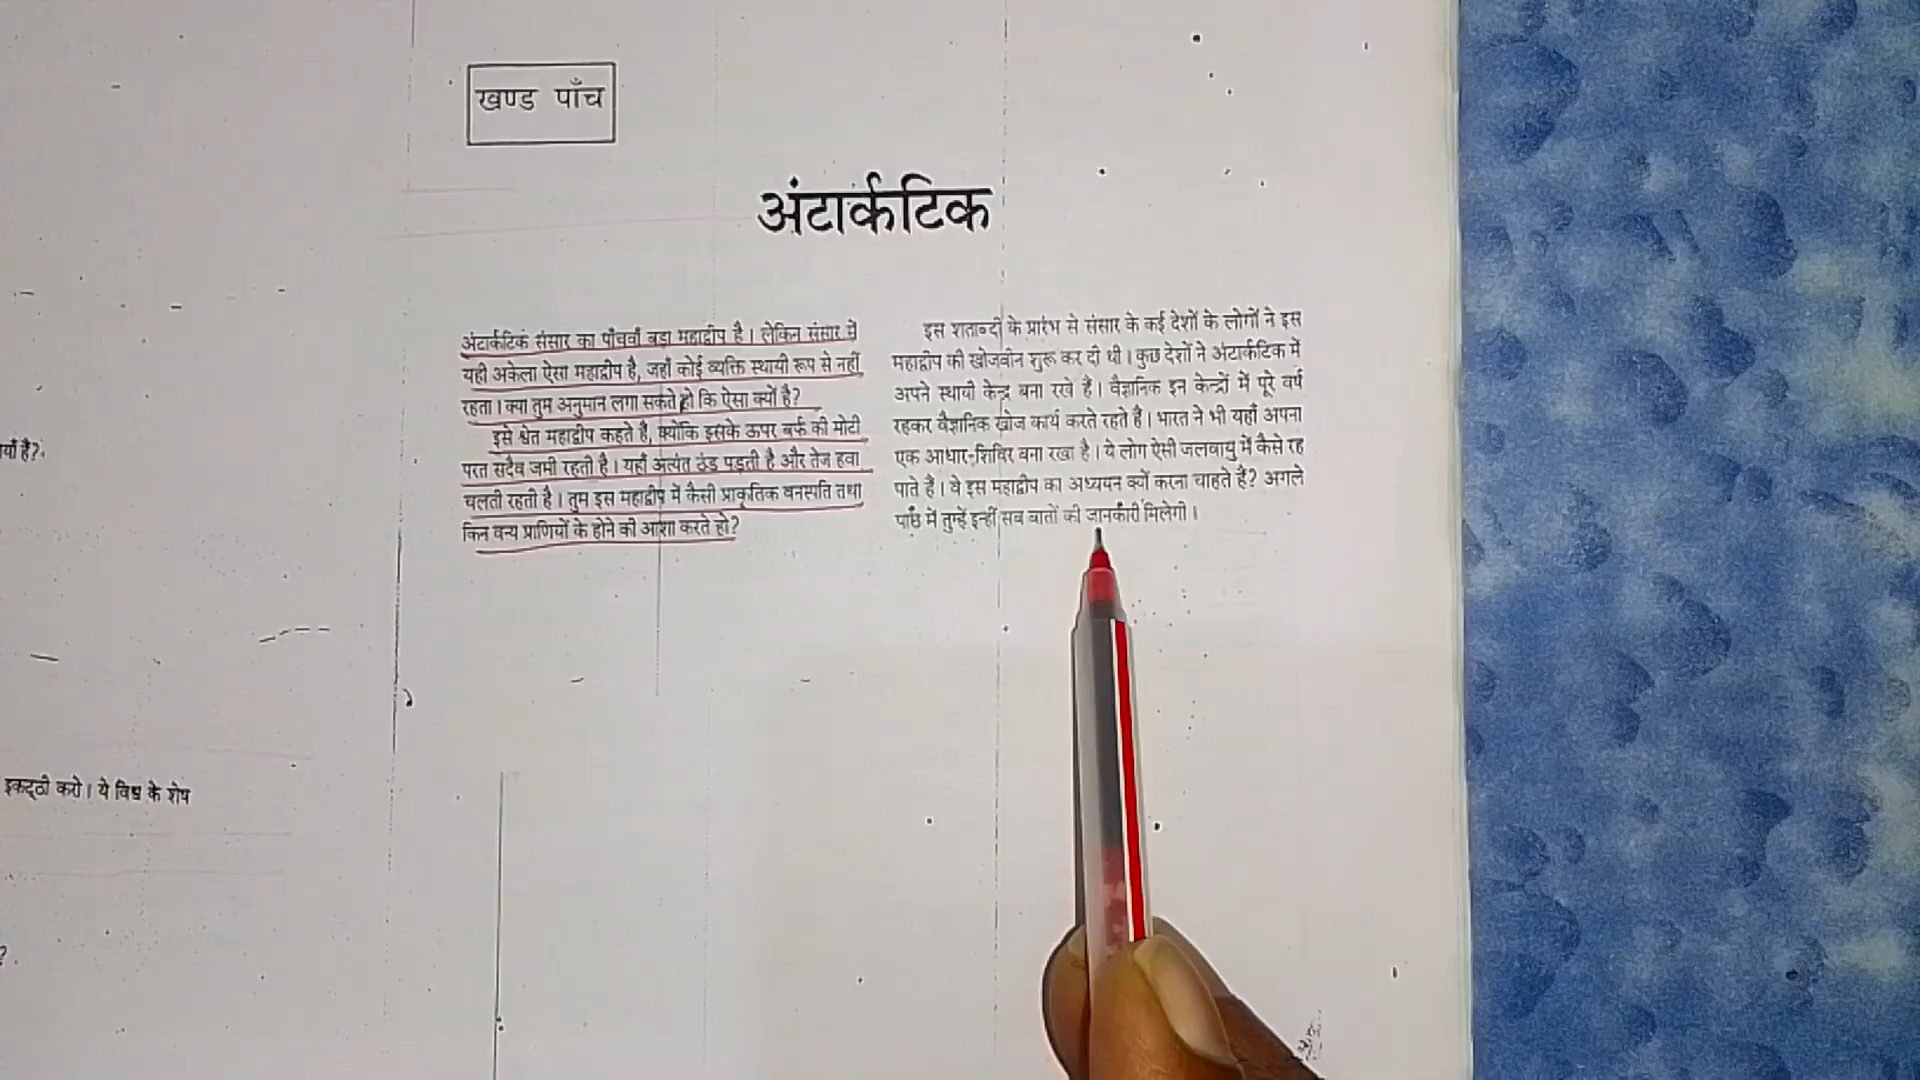 खण्ड पाँच
अंटार्कटिक
अंटार्कटिक संसार का पाँचवाँ बड़ा महाद्वीप है। लेकिन संसार में
यही अकेला ऐसा महाद्वीप है, जहाँ कोई व्यक्ति स्थायी रूप से नहीं
रहता। क्या तुम अनुमान लगा सकते हो कि ऐसा क्यों है?
इसे श्वेत महाद्वीप कहते है, क्योंकि इसके ऊपर बर्फ की मोटी
परत सदैव जमी रहती है। यहाँ अत्यंत ठंड पड़ती है और तेज हवा
चलती रहती है। तुम इस महाद्वीप में कैसी प्राकृतिक वनस्पति तथा
किन वन्य प्राणियों के होने की आशा करते हो?
इस शताब्दी के प्रारंभ से संसार के कई देशों के लोगों ने इस
महाद्वीप की खोजबीन शुरू कर दी थी। कुछ देशों ने अंटार्कटिक में
अपने स्थायी केन्द्र बना रखे हैं। वैज्ञानिक इन केन्द्रों में पूरे वर्ष
रहकर वैज्ञानिक खोज कार्य करते रहते हैं। भारत ने भी यहाँ अपना
एक आधार-शिविर बना रखा है। ये लोग ऐसी जलवायु में कैसे रह
पाते हैं। ये इस महाद्वीप का अध्ययन क्यों करना चाहते हैं? अगले
पाठ में तुम्हें इन्हीं सब बातों की जानकारी मिलेगी।
है?
इकट्ठी करो। ये विश्व के शेष
?